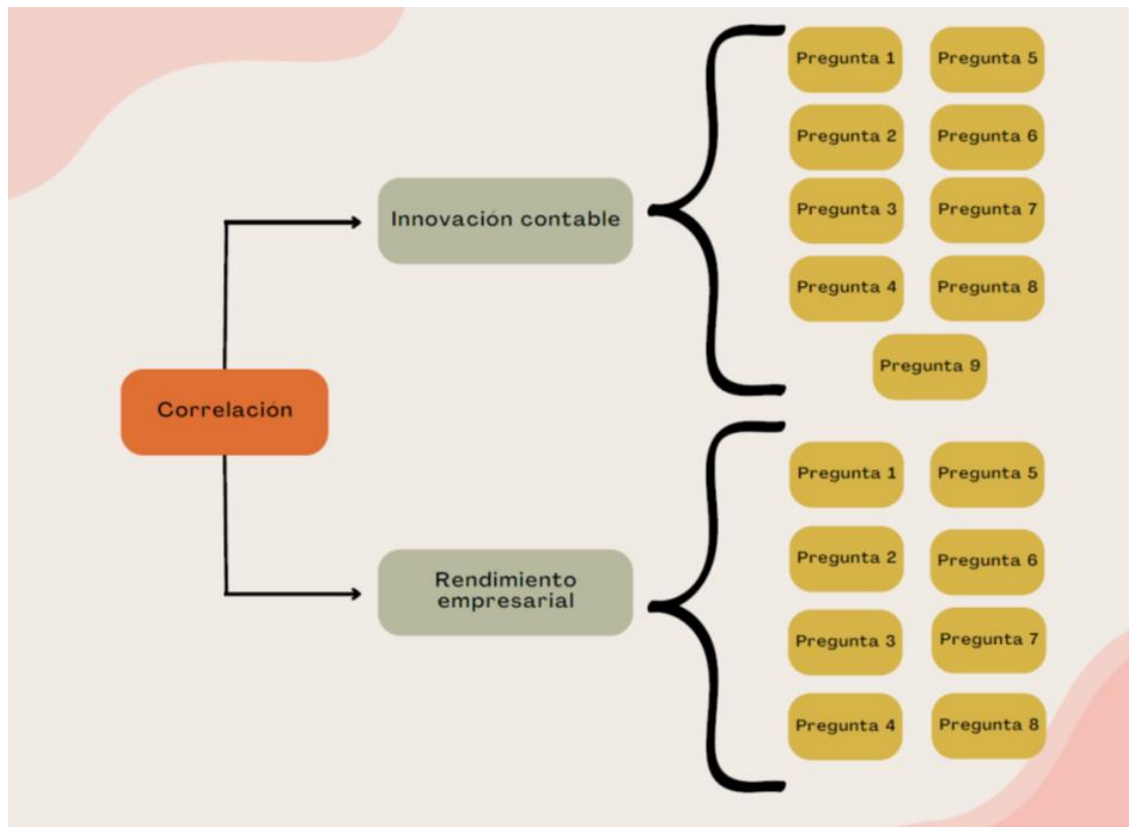 Correlación
Innovación contable
Pregunta 1
Pregunta 5
Pregunta 2
Pregunta 6
Pregunta 3
Pregunta 7
Pregunta 4
Pregunta 8
Pregunta 9
Rendimiento
empresarial
Pregunta 1
Pregunta 5
Pregunta 2
Pregunta 6
Pregunta 3
Pregunta 7
Pregunta 4
Pregunta 8